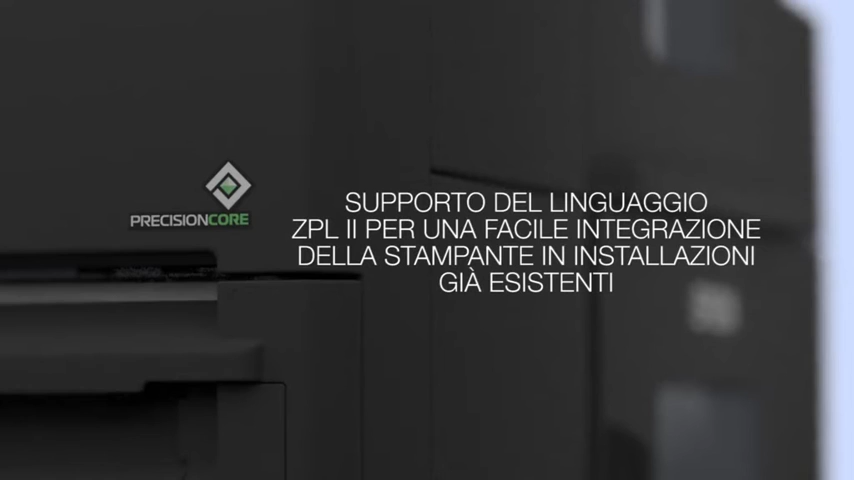 PRECISIONCORE
SUPPORTO DEL LINGUAGGIO
ZPL II PER UNA FACILE INTEGRAZIONE
DELLA STAMPANTE IN INSTALLAZIONI
GIÀ ESISTENTI